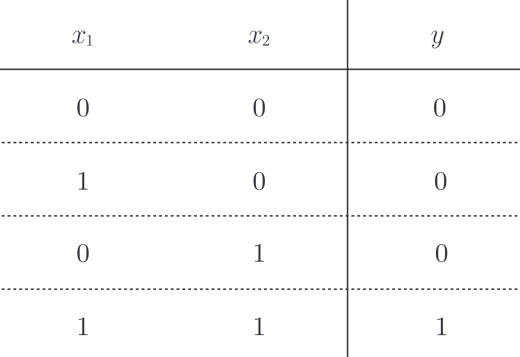 x₁ x₂ y
0 0 0
1 0 0
0 1 0
1 1 1